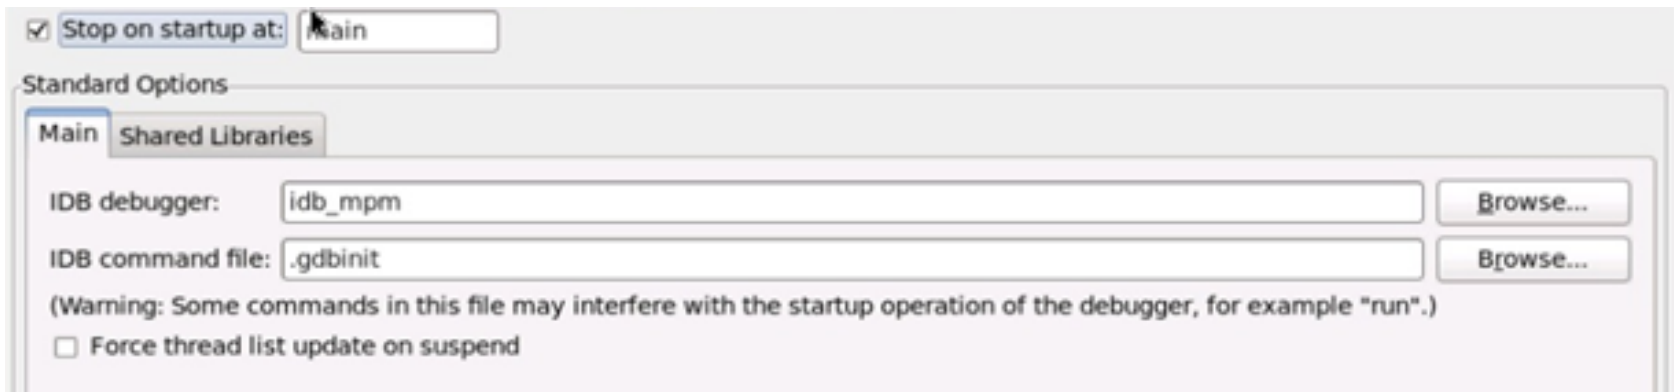 Stop on startup at: main
Standard Options
Main Shared Libraries
IDB debugger: idb_mpm Browse...
IDB command file: .gdbinit Browse...
(Warning: Some commands in this file may interfere with the startup operation of the debugger, for example "run".)
Force thread list update on suspend